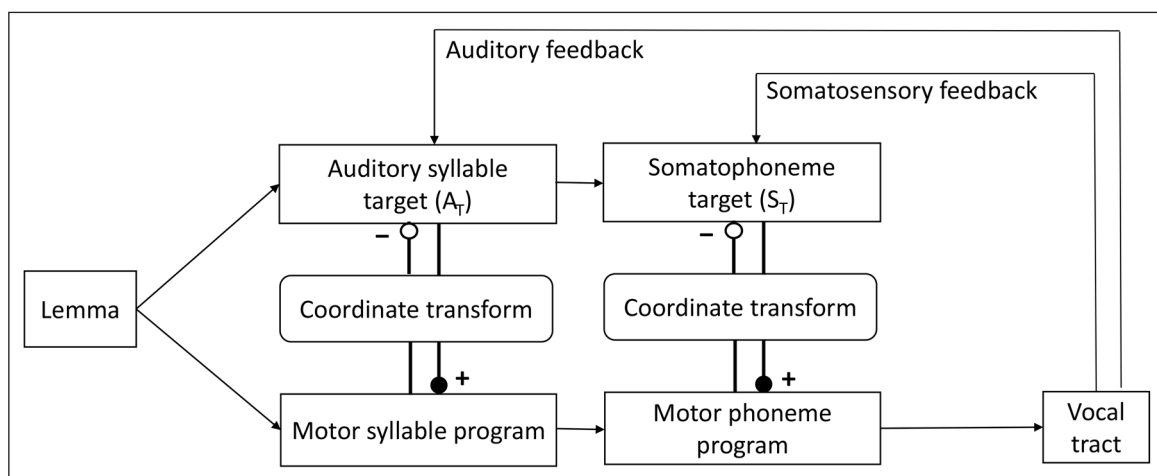 Auditory feedback
Somatosensory feedback
Auditory syllable
target (A_T)
Somatophoneme
target (S_T)
–
–
Lemma
Coordinate transform
Coordinate transform
+
+
Motor syllable program
Motor phoneme
program
Vocal
tract